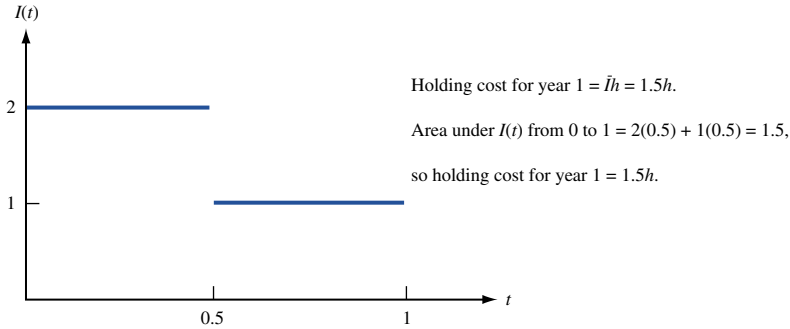 I(t)
Holding cost for year 1 = Īh = 1.5h.
2
Area under I(t) from 0 to 1 = 2(0.5) + 1(0.5) = 1.5,
so holding cost for year 1 = 1.5h.
1
t
0.5
1